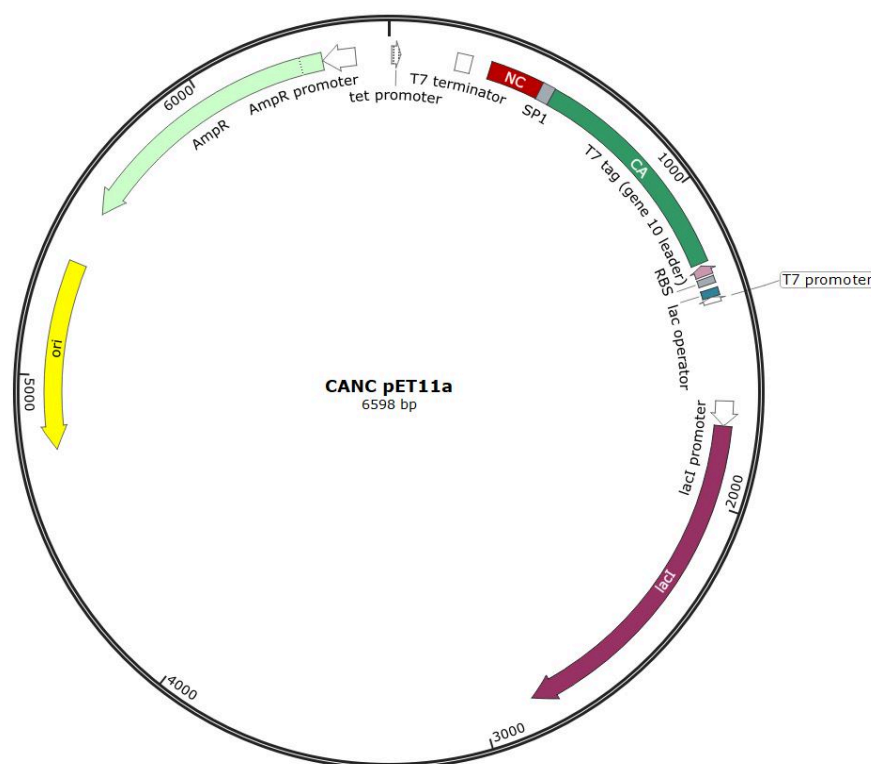 6000
AmpR promoter
AmpR
tet promoter
T7 terminator
NC
SP1
CA
1000
T7 tag (gene 10 leader)
RBS
lac operator
T7 promoter
ori
5000
CANC pET11a
6598 bp
lacI promoter
2000
lacI
4000
3000